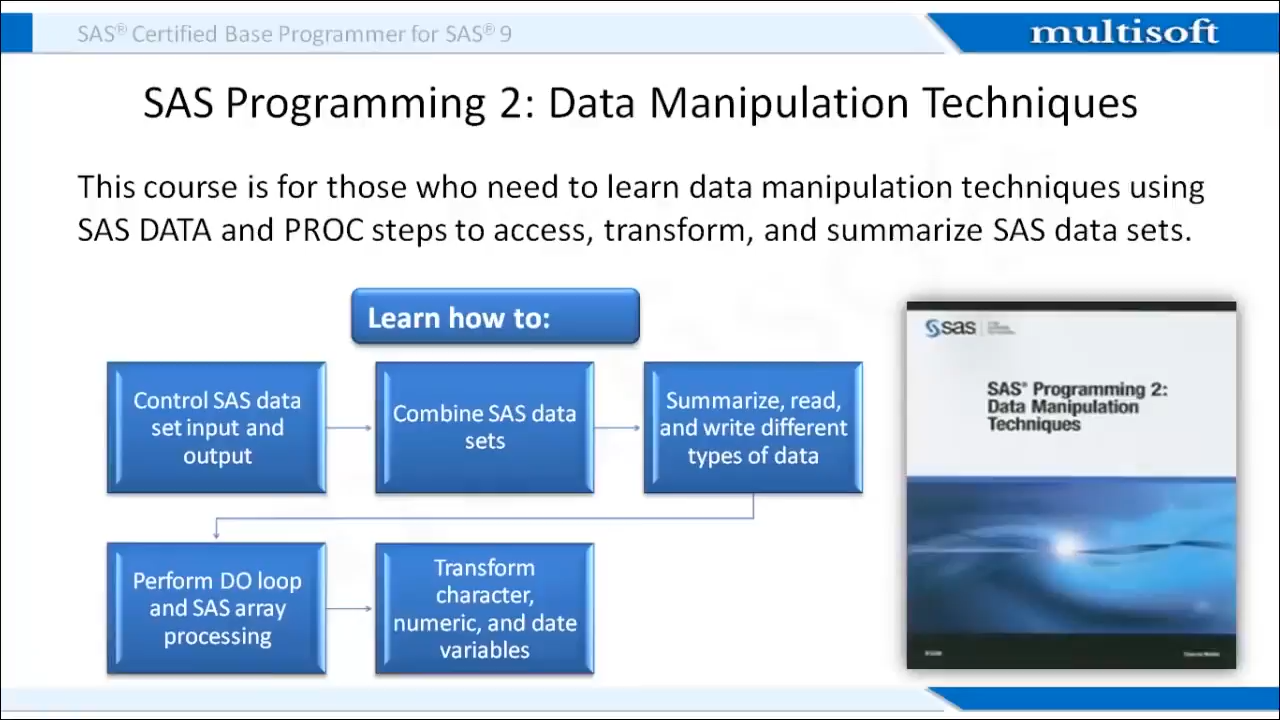 SAS® Certified Base Programmer for SAS® 9
multisoft
SAS Programming 2: Data Manipulation Techniques
This course is for those who need to learn data manipulation techniques using
SAS DATA and PROC steps to access, transform, and summarize SAS data sets.
Learn how to:
Control SAS data
set input and
output
Combine SAS data
sets
Summarize, read,
and write different
types of data
Perform DO loop
and SAS array
processing
Transform
character,
numeric, and date
variables
sas
SAS® Programming 2:
Data Manipulation
Techniques